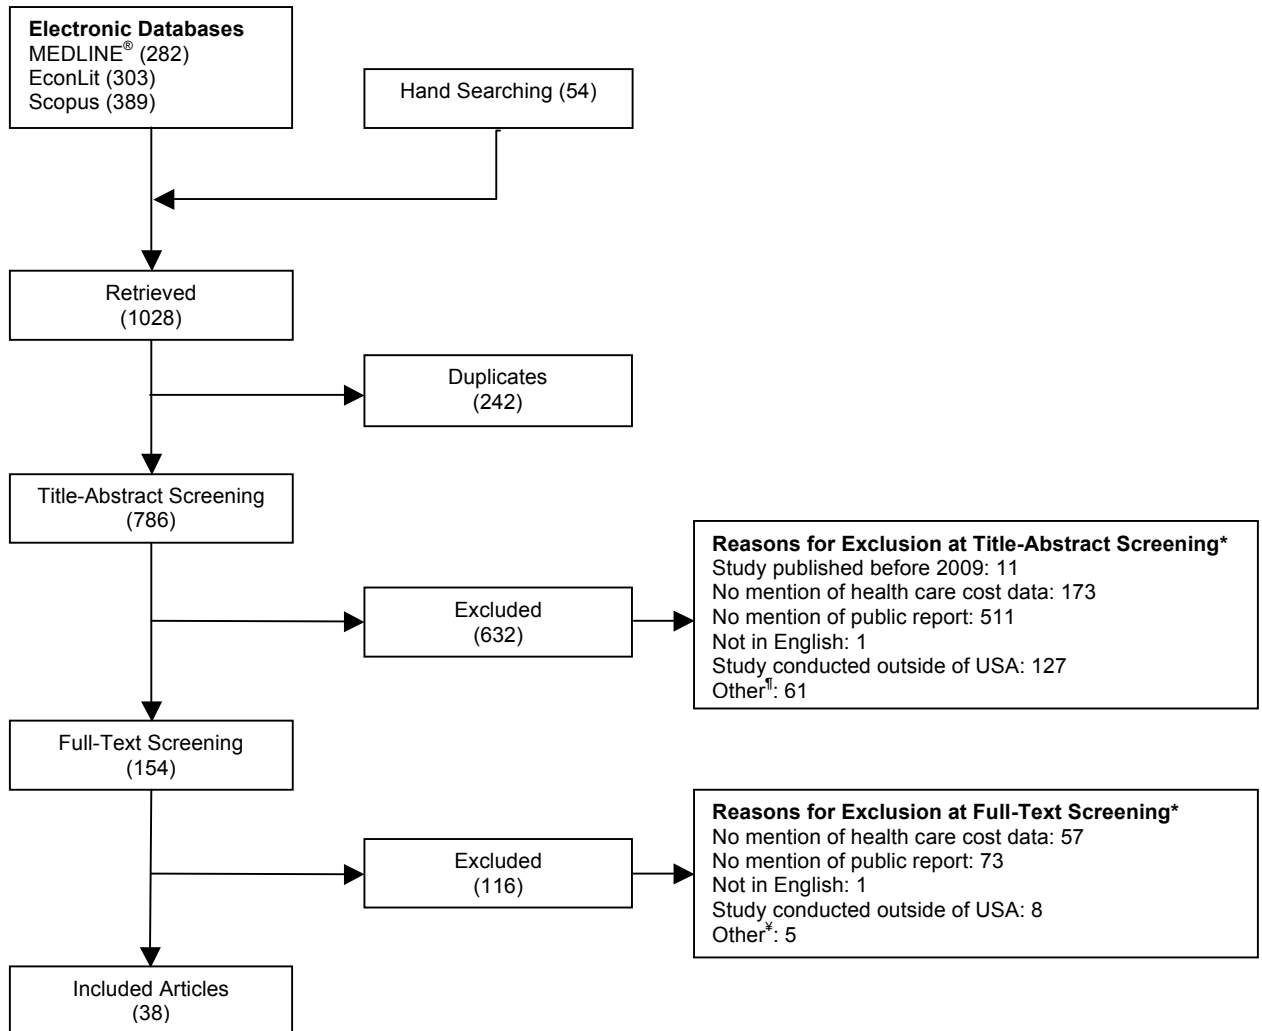 Electronic Databases
MEDLINE® (282)
EconLit (303)
Scopus (389)
Hand Searching (54)
Retrieved
(1028)
Duplicates
(242)
Title-Abstract Screening
(786)
Excluded
(632)
Reasons for Exclusion at Title-Abstract Screening*
Study published before 2009: 11
No mention of health care cost data: 173
No mention of public report: 511
Not in English: 1
Study conducted outside of USA: 127
Other¶: 61
Full-Text Screening
(154)
Excluded
(116)
Reasons for Exclusion at Full-Text Screening*
No mention of health care cost data: 57
No mention of public report: 73
Not in English: 1
Study conducted outside of USA: 8
Other¥: 5
Included Articles
(38)